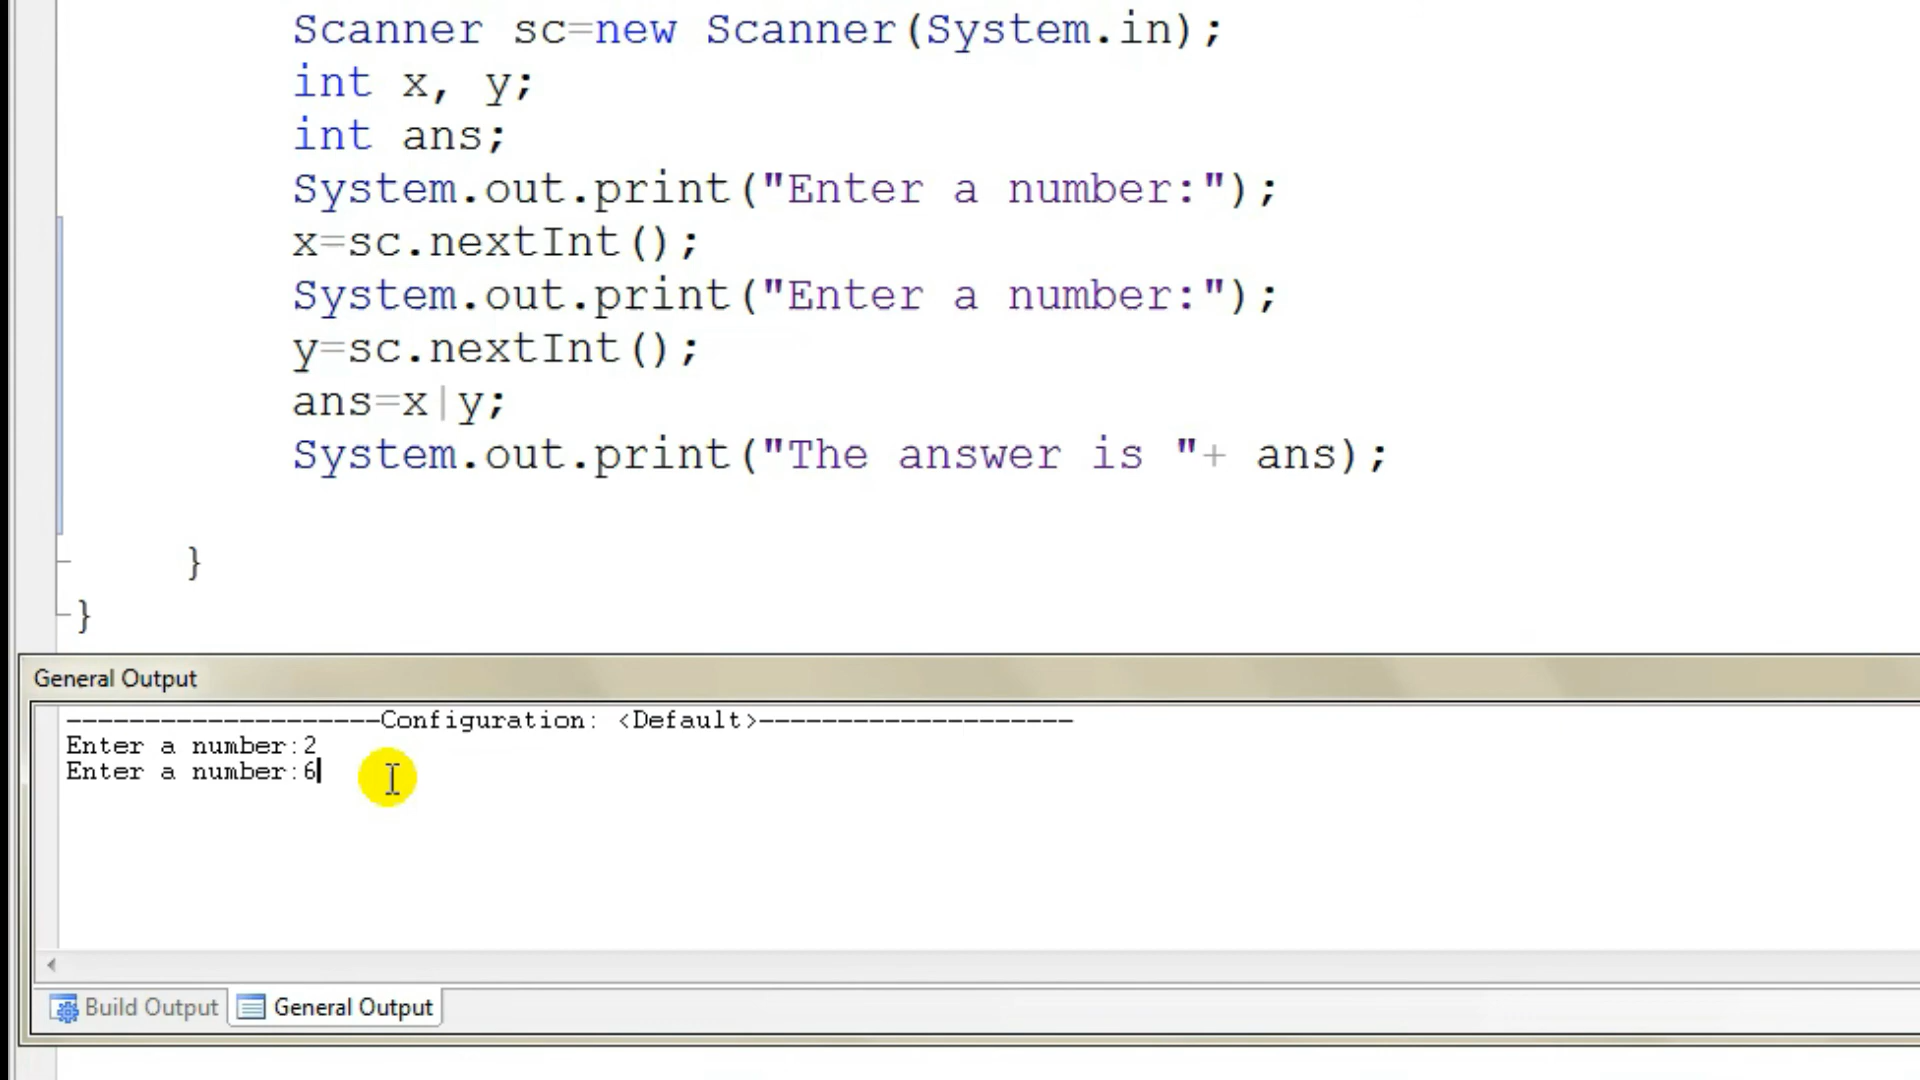 Scanner sc=new Scanner(System.in);
int x, y;
int ans;
System.out.print("Enter a number:");
x=sc.nextInt();
System.out.print("Enter a number:");
y=sc.nextInt();
ans=x|y;
System.out.print("The answer is "+ ans);
}
}
General Output
--------------------Configuration: <Default>--------------------
Enter a number:2
Enter a number:6
Build Output General Output